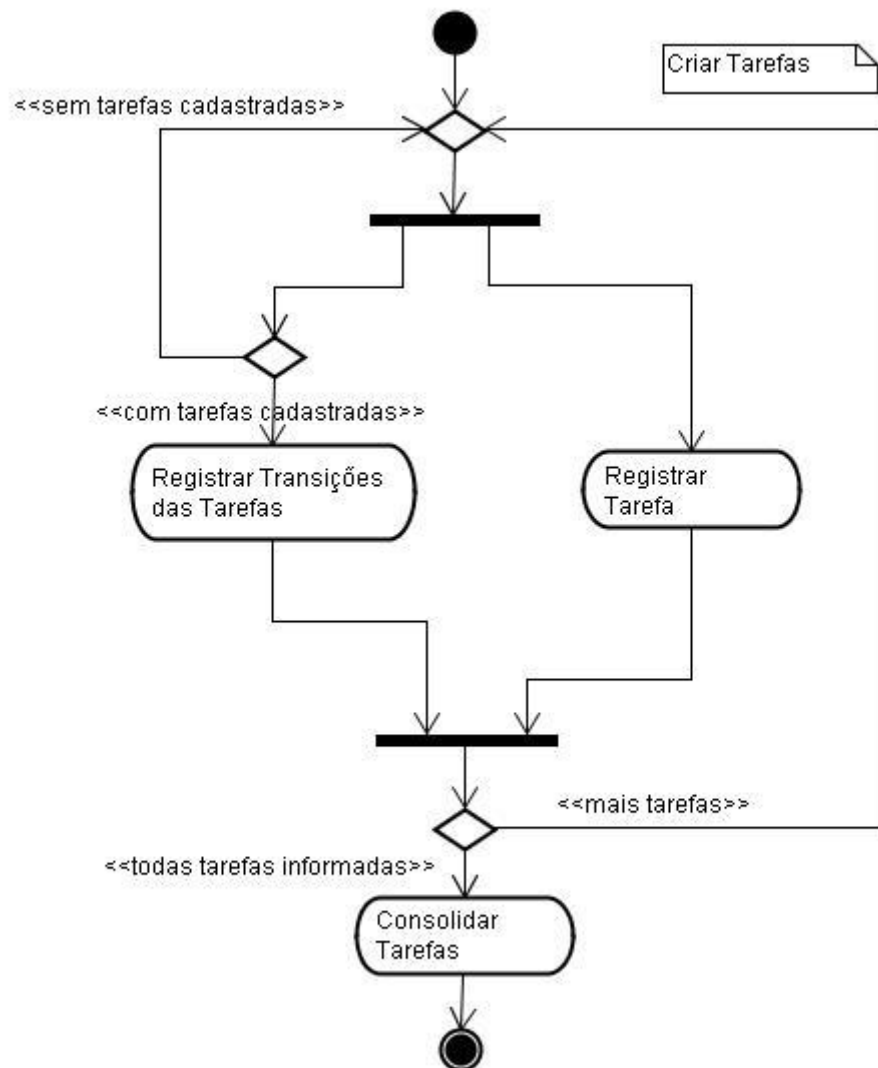 Criar Tarefas
<<sem tarefas cadastradas>>
<<com tarefas cadastradas>>
Registrar Transições
das Tarefas
Registrar
Tarefa
<<mais tarefas>>
<<todas tarefas informadas>>
Consolidar
Tarefas